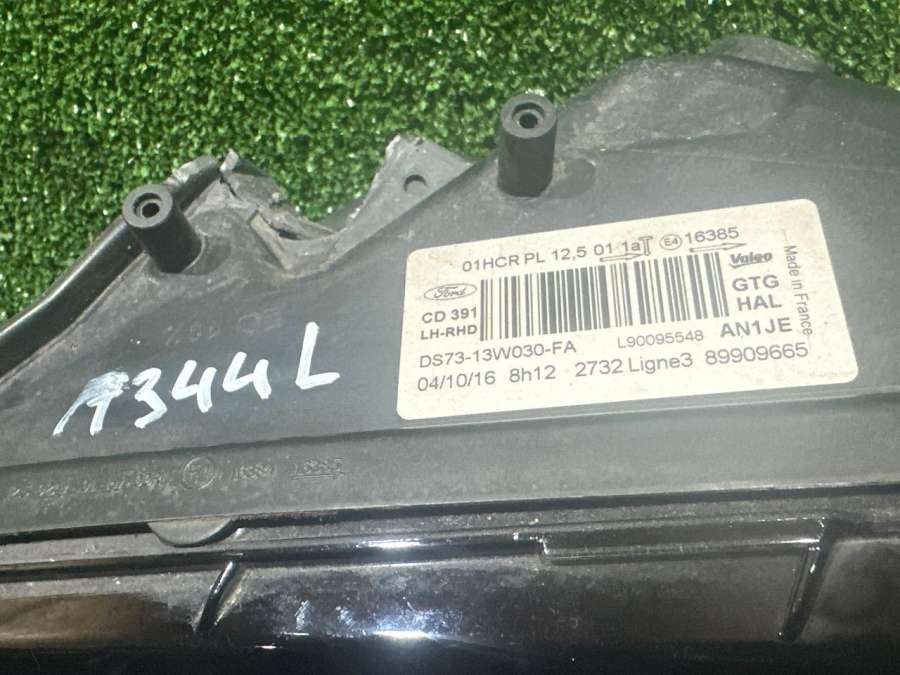 01HCR PL 12,5 01 1a E4 16385
Ford
CD 391
LH-RHD
Valeo
GTG
HAL
Made in France
DS73-13W030-FA
L90095548
AN1JE
04/10/16 8h12 2732 Ligne3 89909665
A344L